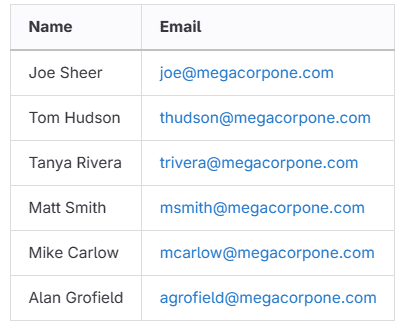 Name Email
Joe Sheer joe@megacorpone.com
Tom Hudson thudson@megacorpone.com
Tanya Rivera trivera@megacorpone.com
Matt Smith msmith@megacorpone.com
Mike Carlow mcarlow@megacorpone.com
Alan Grofield agrofield@megacorpone.com